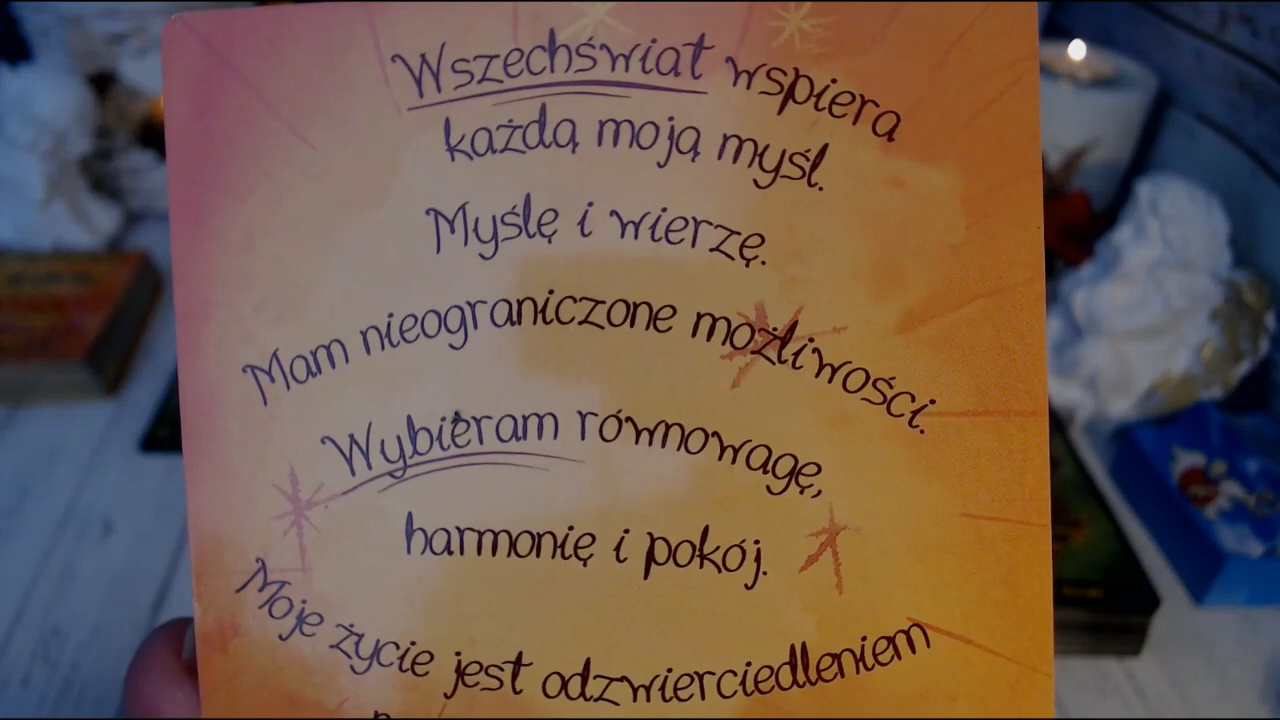 Wszechświat wspiera
każdą moją myśl.
Myślę i wierzę.
Mam nieograniczone możliwości.
Wybieram równowagę,
harmonię i pokój.
Moje życie jest odzwierciedleniem